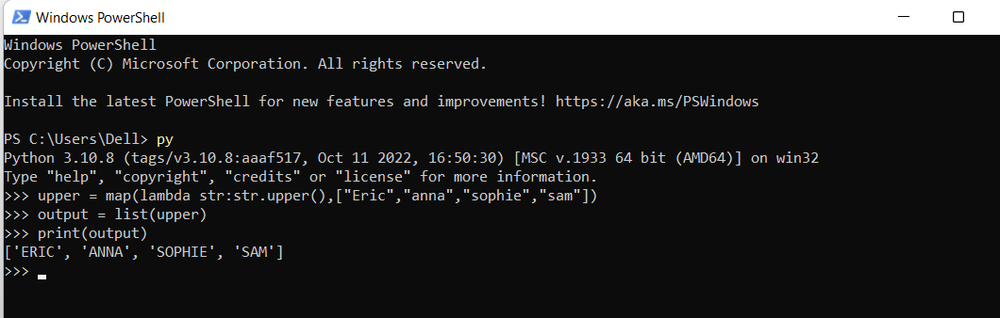 Windows PowerShell
Windows PowerShell
Copyright (C) Microsoft Corporation. All rights reserved.
Install the latest PowerShell for new features and improvements! https://aka.ms/PSWindows
PS C:\Users\Dell> py
Python 3.10.8 (tags/v3.10.8:aaaf517, Oct 11 2022, 16:50:30) [MSC v.1933 64 bit (AMD64)] on win32
Type "help", "copyright", "credits" or "license" for more information.
>>> upper = map(lambda str:str.upper(),["Eric","anna","sophie","sam"])
>>> output = list(upper)
>>> print(output)
['ERIC', 'ANNA', 'SOPHIE', 'SAM']
>>>